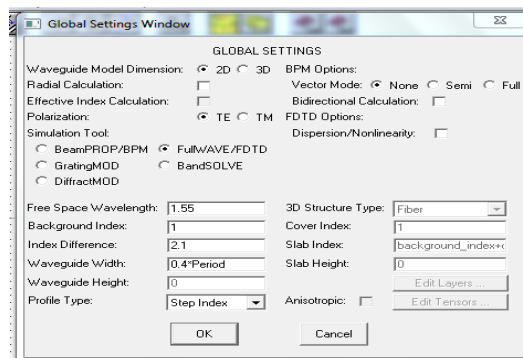 Global Settings Window
GLOBAL SETTINGS
Waveguide Model Dimension: 2D 3D BPM Options:
Radial Calculation: Vector Mode: None Semi Full
Effective Index Calculation: Bidirectional Calculation:
Polarization: TE TM FDTD Options:
Simulation Tool: Dispersion/Nonlinearity:
BeamPROP/BPM FullWAVE/FDTD
GratingMOD BandSOLVE
DiffractMOD
Free Space Wavelength: 1.55 3D Structure Type: Fiber
Background Index: 1 Cover Index: 1
Index Difference: 2.1 Slab Index: background_index+
Waveguide Width: 0.4*Period Slab Height: 0
Waveguide Height: 0 Edit Layers ...
Profile Type: Step Index Anisotropic: Edit Tensors ...
OK Cancel